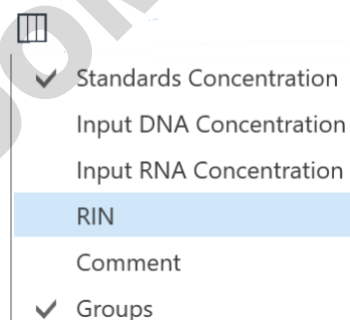 Standards Concentration
Input DNA Concentration
Input RNA Concentration
RIN
Comment
Groups